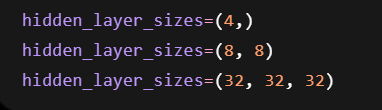 hidden_layer_sizes=(4,)
hidden_layer_sizes=(8, 8)
hidden_layer_sizes=(32, 32, 32)